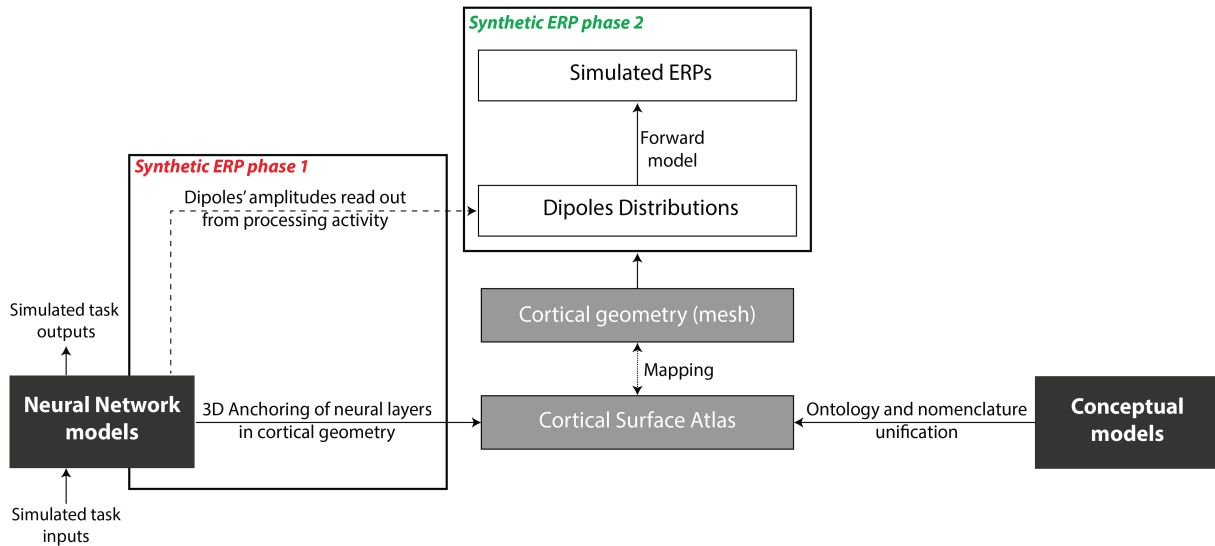 Synthetic ERP phase 2
Simulated ERPs
Forward
model
Synthetic ERP phase 1
Dipoles' amplitudes read out
from processing activity
Dipoles Distributions
Cortical geometry (mesh)
Simulated task
outputs
Mapping
Neural Network
models
3D Anchoring of neural layers
in cortical geometry
Cortical Surface Atlas
Ontology and nomenclature
unification
Conceptual
models
Simulated task
inputs